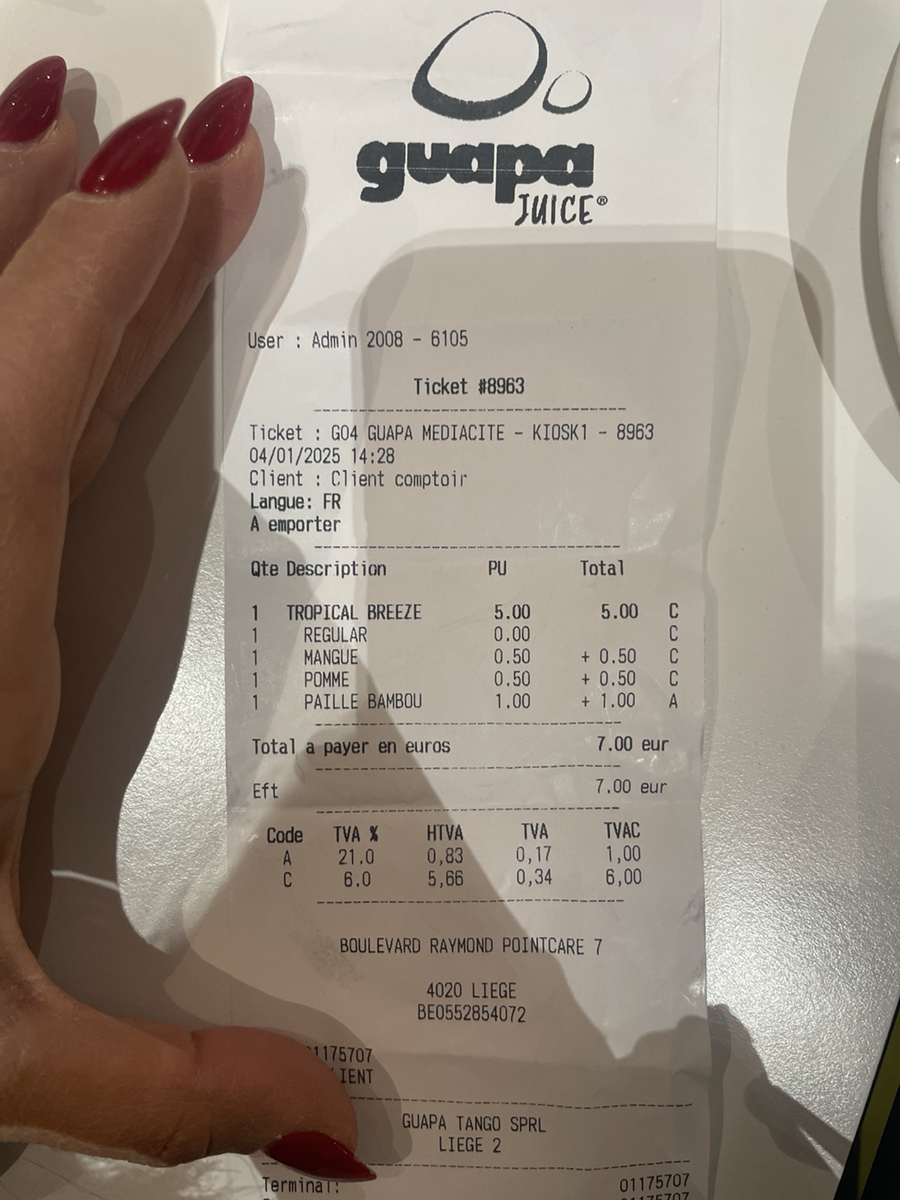 guapa
JUICE®
User : Admin 2008 - 6105
Ticket #8963
Ticket : GO4 GUAPA MEDIACITE - KIOSK1 - 8963
04/01/2025 14:28
Client : Client comptoir
Langue: FR
A emporter
Qte Description PU Total
1 TROPICAL BREEZE 5.00 5.00 C
1 REGULAR 0.00 C
1 MANGUE 0.50 + 0.50 C
1 POMME 0.50 + 0.50 C
1 PAILLE BAMBOU 1.00 + 1.00 A
Total a payer en euros 7.00 eur
Eft 7.00 eur
Code TVA % HTVA TVA TVAC
A 21.0 0,83 0,17 1,00
C 6.0 5,66 0,34 6,00
BOULEVARD RAYMOND POINTCARE 7
4020 LIEGE
BE0552854072
1175707
LIENT
GUAPA TANGO SPRL
LIEGE 2
Terminal: 01175707